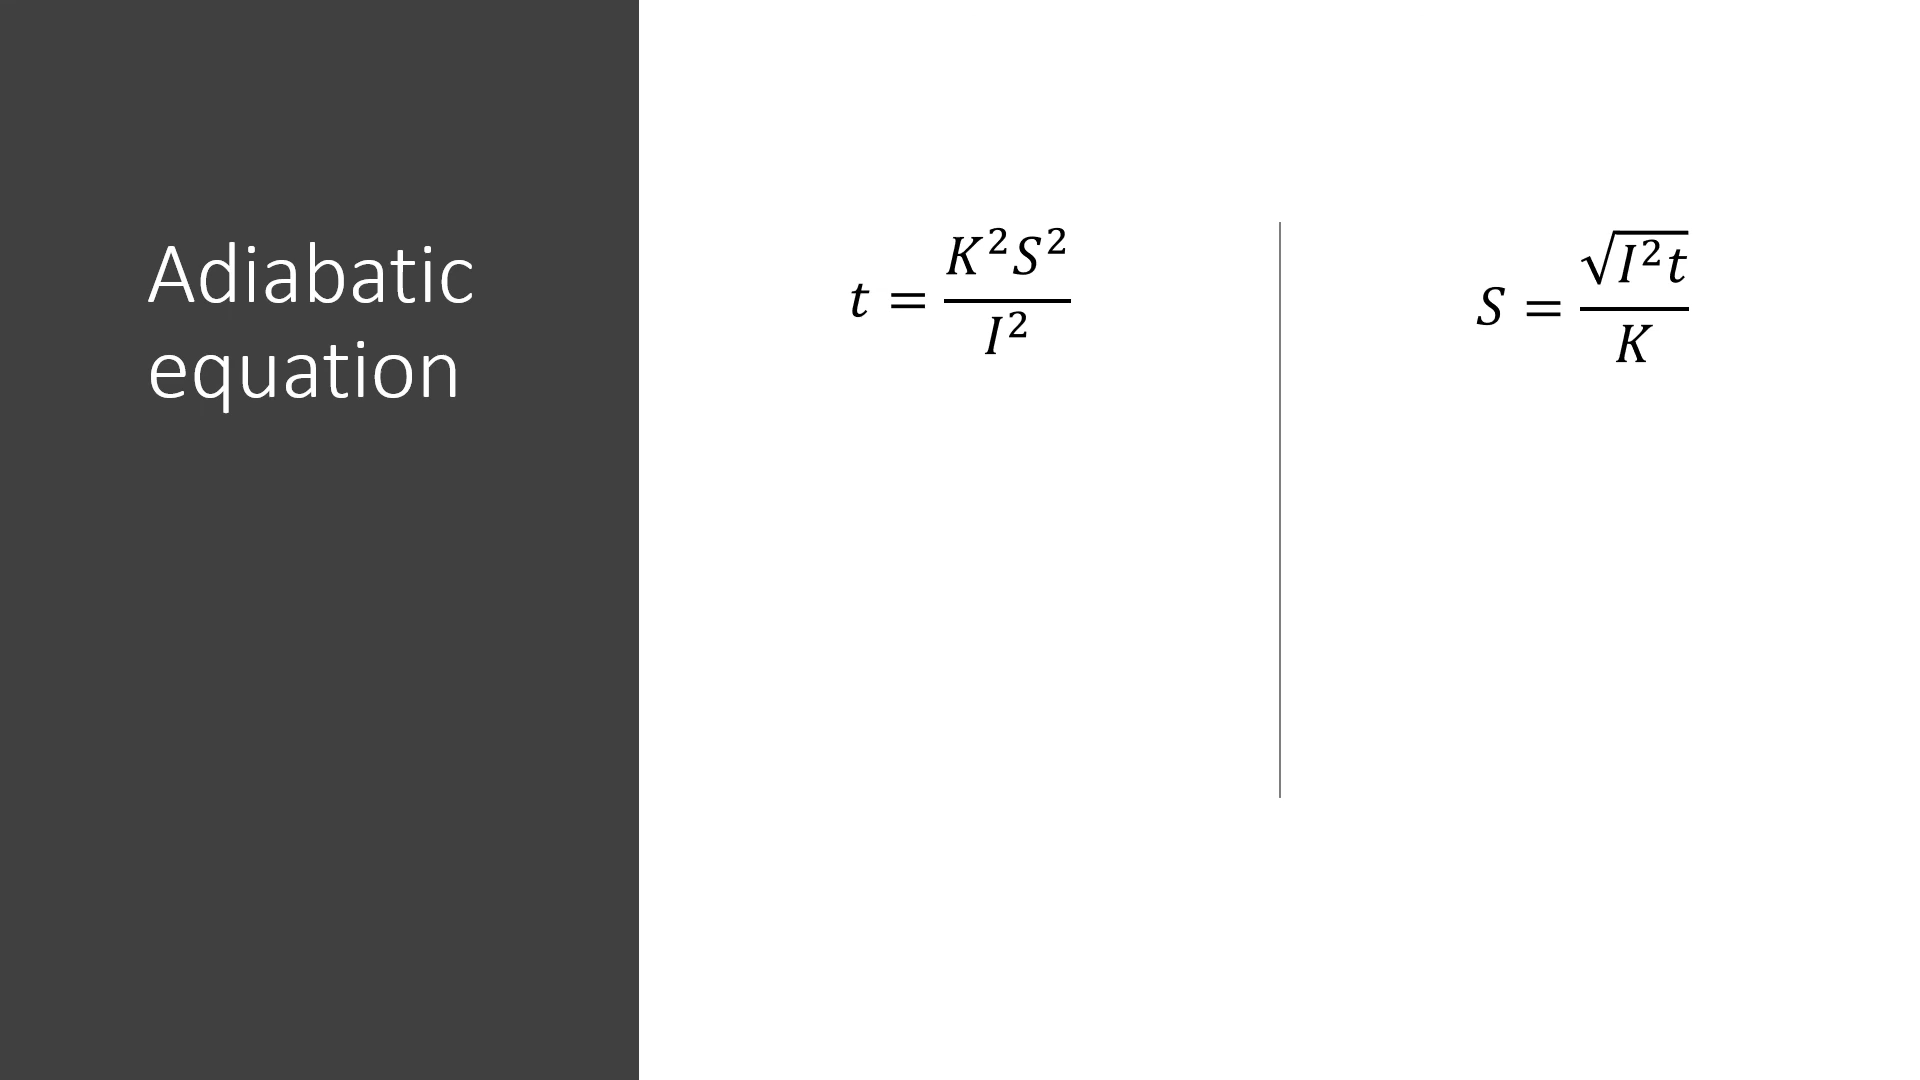 Adiabatic
equation
t = K²S² / I²
S = √(I²t) / K